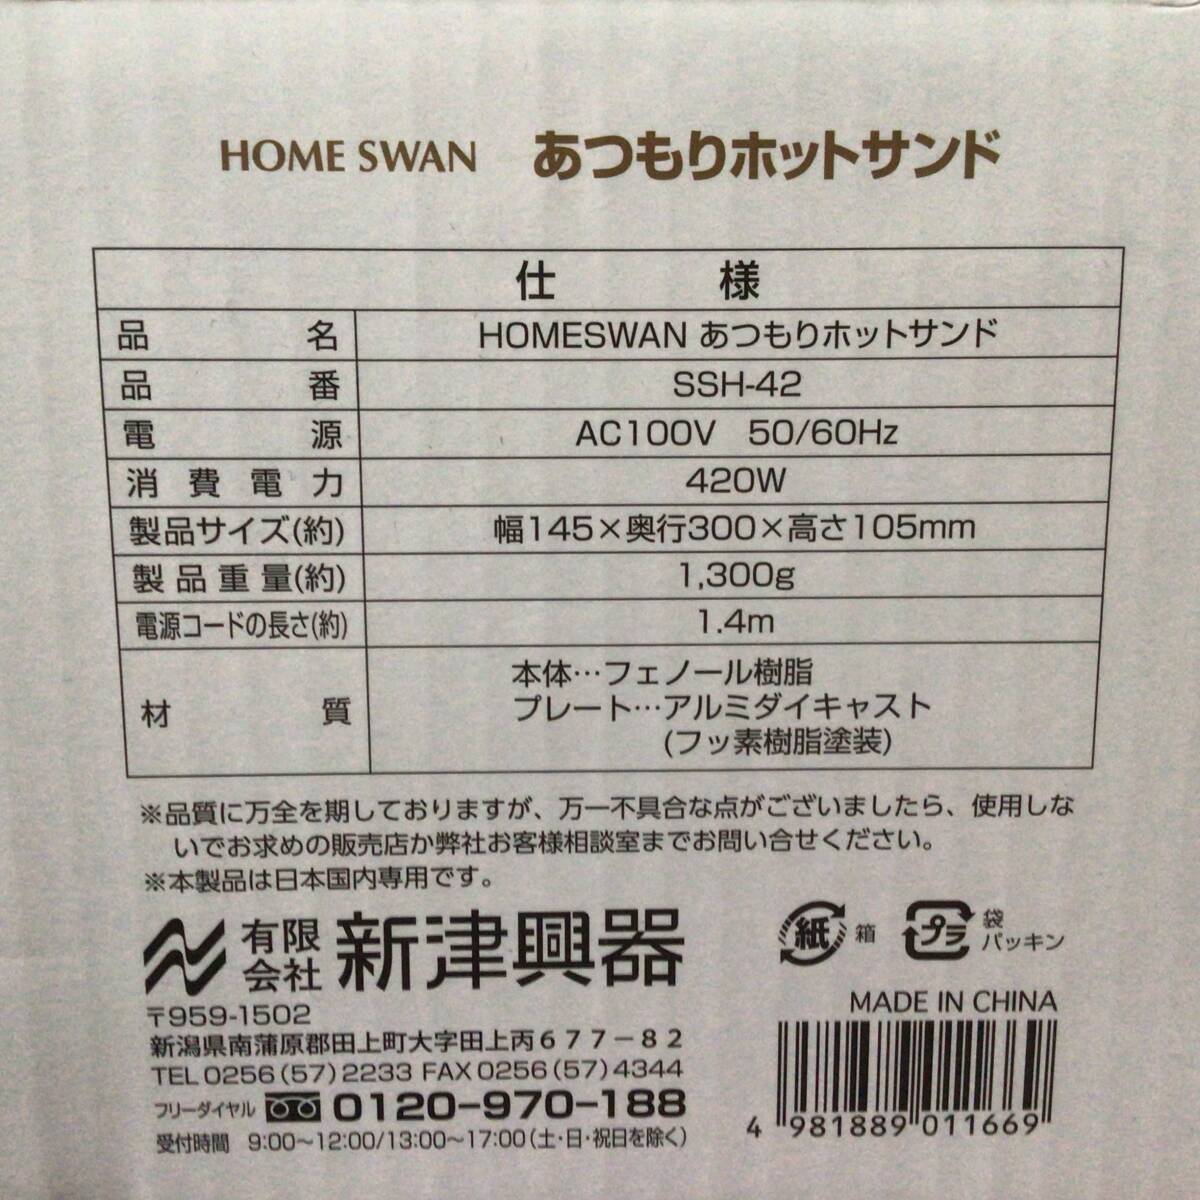 HOME SWAN あつもりホットサンド
仕様
品名 HOMESWAN あつもりホットサンド
品番 SSH-42
電源 AC100V 50/60Hz
消費電力 420W
製品サイズ(約) 幅145×奥行300×高さ105mm
製品重量(約) 1,300g
電源コードの長さ(約) 1.4m
材質 本体…フェノール樹脂
プレート…アルミダイキャスト
(フッ素樹脂塗装)
※品質に万全を期しておりますが、万一不具合な点がございましたら、使用しな
いでお求めの販売店か弊社お客様相談室までお問い合せください。
※本製品は日本国内専用です。
有限会社 新津興器
〒959-1502
新潟県南蒲原郡田上町大字田上丙677-82
TEL0256(57)2233 FAX0256(57)4344
フリーダイヤル 0120-970-188
受付時間 9:00~12:00/13:00~17:00(土・日・祝日を除く)
紙 箱
プラ 袋
パッキン
MADE IN CHINA
4 981889 011669